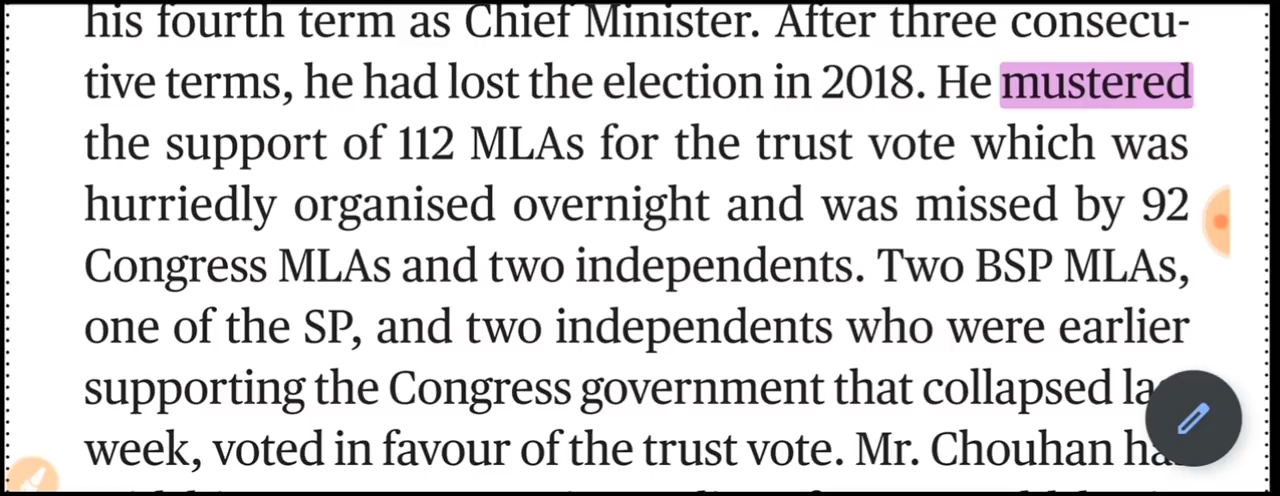 his fourth term as Chief Minister. After three consecu-
tive terms, he had lost the election in 2018. He mustered
the support of 112 MLAs for the trust vote which was
hurriedly organised overnight and was missed by 92
Congress MLAs and two independents. Two BSP MLAs,
one of the SP, and two independents who were earlier
supporting the Congress government that collapsed
week, voted in favour of the trust vote. Mr. Chouhan